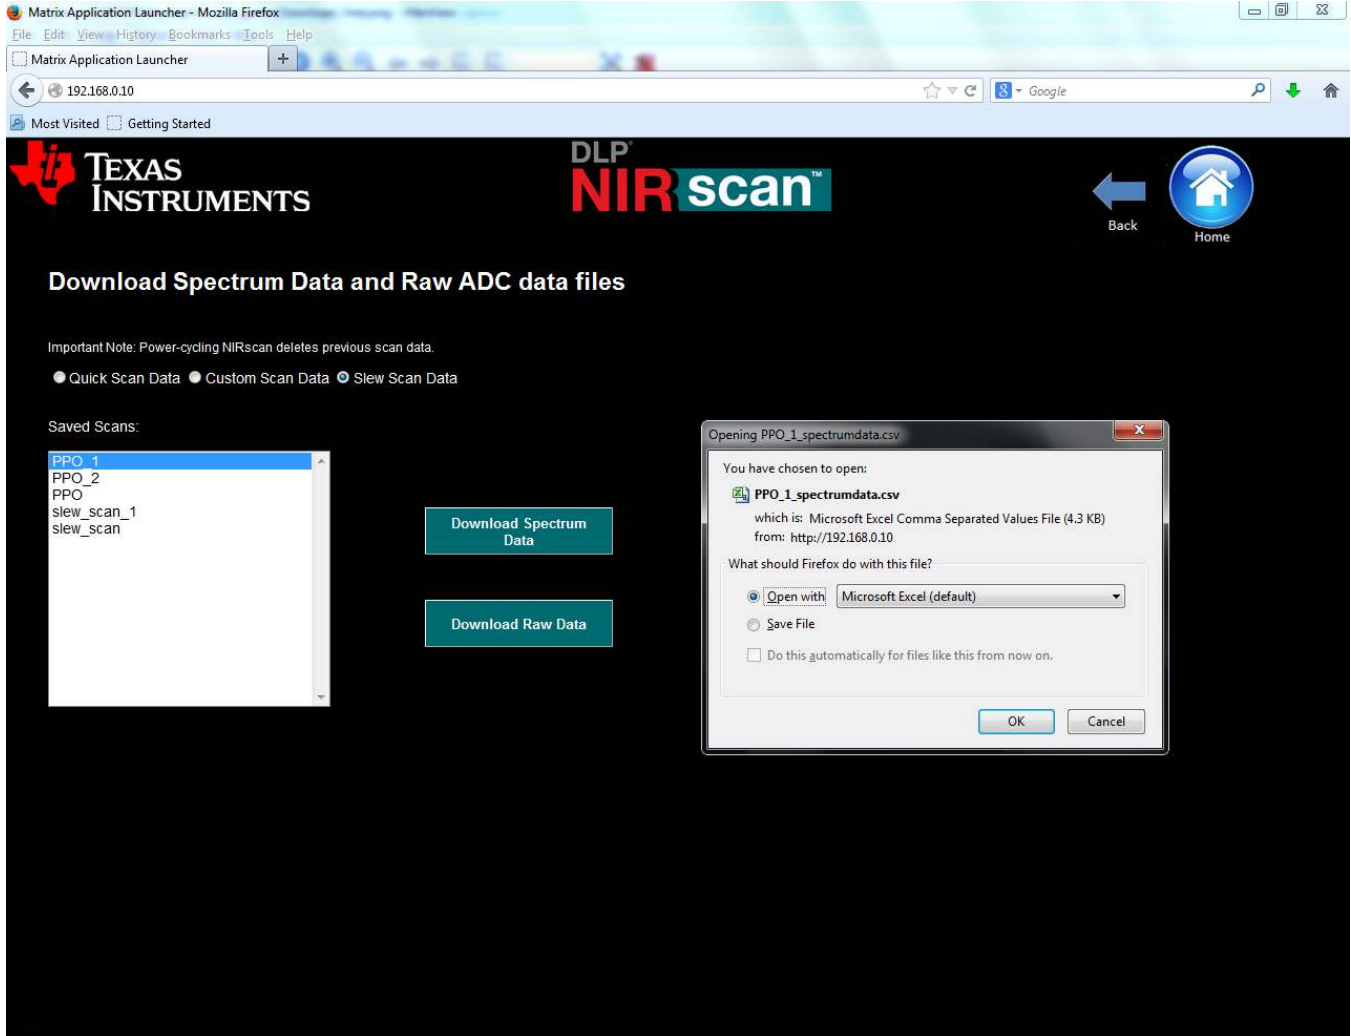 Matrix Application Launcher - Mozilla Firefox
File Edit View History Bookmarks Tools Help
Matrix Application Launcher
192.168.0.10
Google
Most Visited Getting Started
TEXAS
INSTRUMENTS
DLP®
NIRscan™
Back
Home
Download Spectrum Data and Raw ADC data files
Important Note: Power-cycling NIRscan deletes previous scan data.
Quick Scan Data Custom Scan Data Slew Scan Data
Saved Scans:
PPO_1
PPO_2
PPO
slew_scan_1
slew_scan
Download Spectrum
Data
Download Raw Data
Opening PPO_1_spectrumdata.csv
You have chosen to open:
PPO_1_spectrumdata.csv
which is: Microsoft Excel Comma Separated Values File (4.3 KB)
from: http://192.168.0.10
What should Firefox do with this file?
Open with Microsoft Excel (default)
Save File
Do this automatically for files like this from now on.
OK Cancel